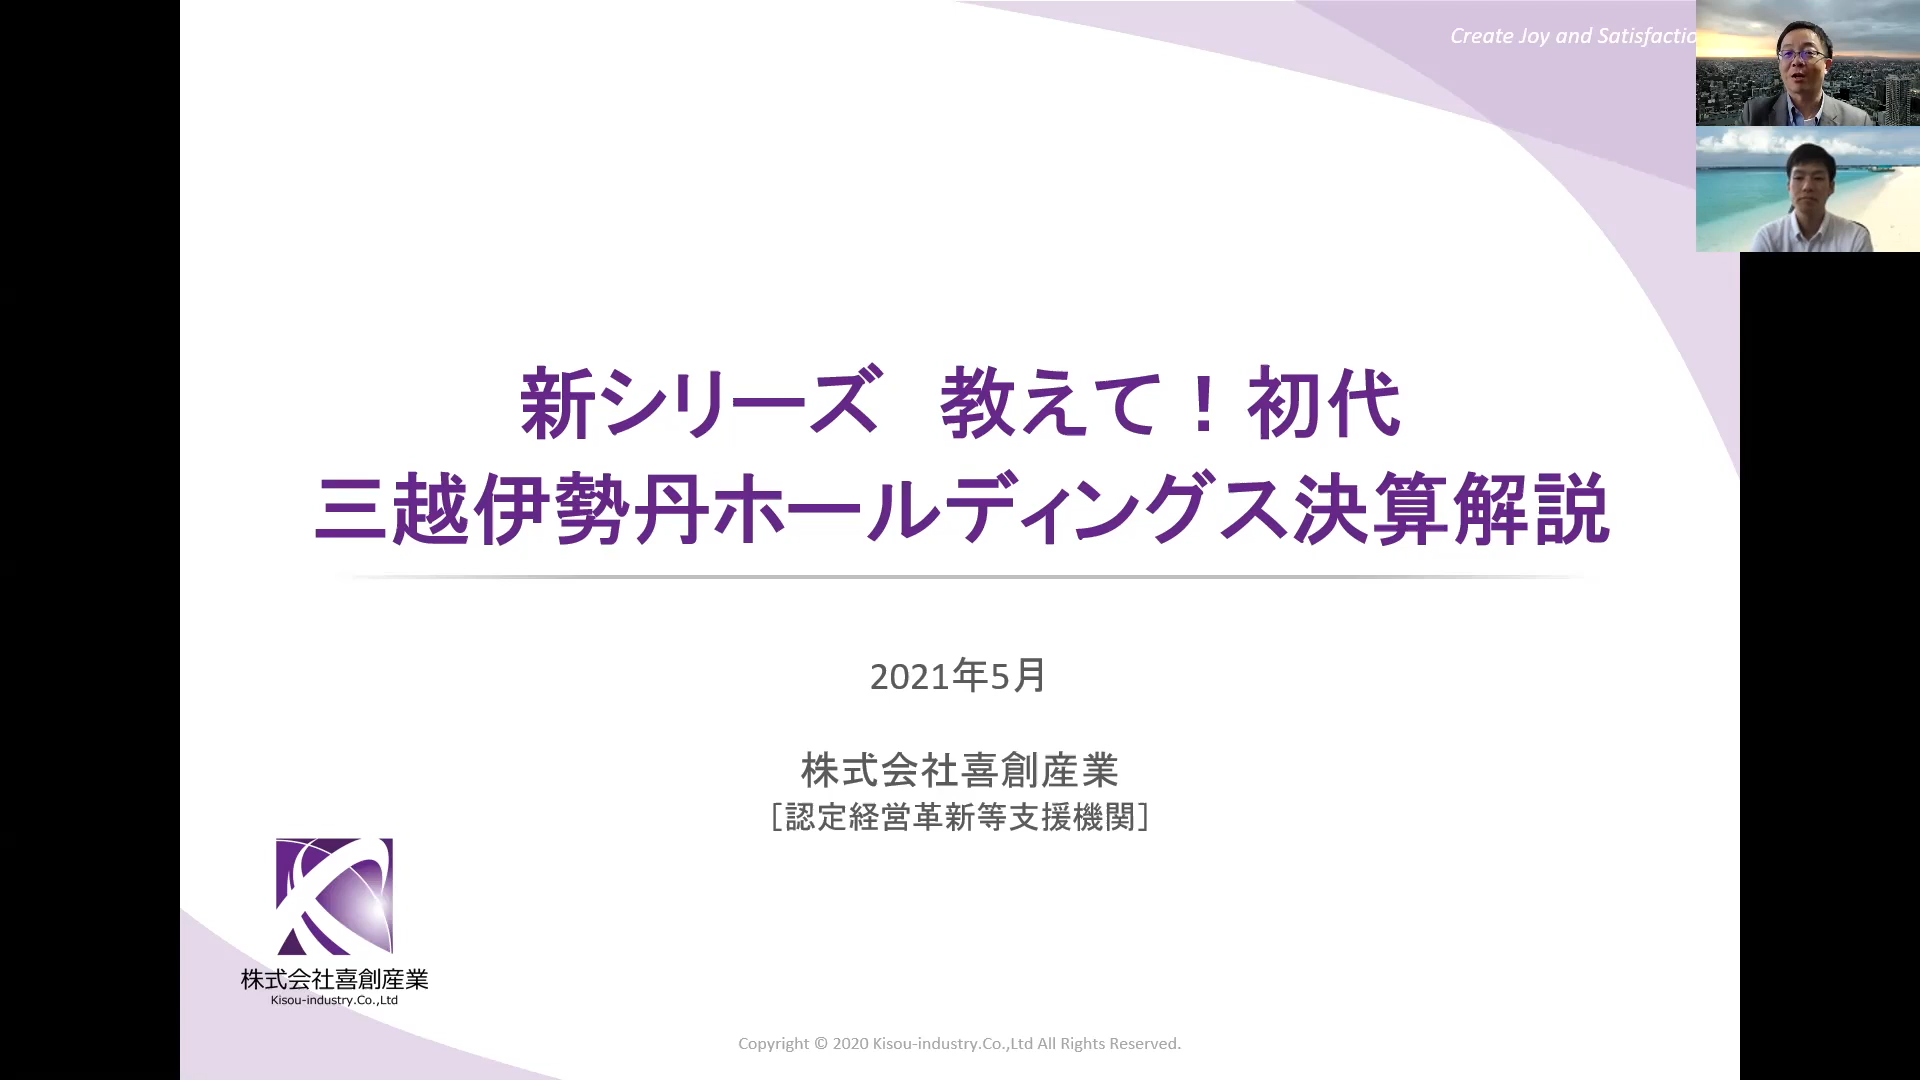 Create Joy and Satisfactio
新シリーズ　教えて！初代
三越伊勢丹ホールディングス決算解説
2021年5月
株式会社喜創産業
［認定経営革新等支援機関］
株式会社喜創産業
Kisou-industry.Co.,Ltd
Copyright © 2020 Kisou-industry.Co.,Ltd All Rights Reserved.